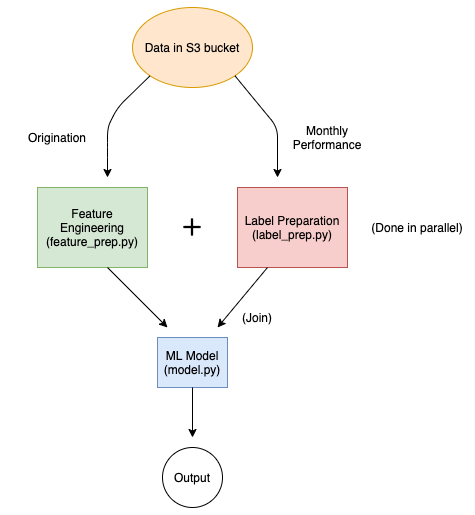 Data in S3 bucket
Origination
Monthly
Performance
Feature
Engineering
(feature_prep.py)
+
Label Preparation
(label_prep.py)
(Done in parallel)
(Join)
ML Model
(model.py)
Output